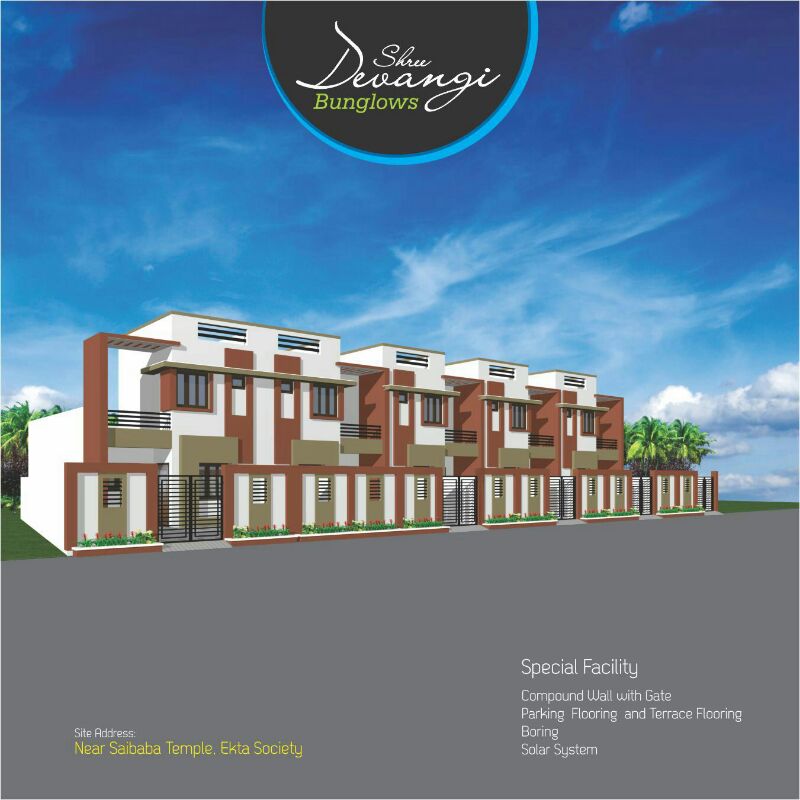 Shree
Devangi
Bunglows
Special Facility
Compound Wall with Gate
Parking Flooring and Terrace Flooring
Boring
Solar System
Site Address:
Near Saibaba Temple, Ekta Society